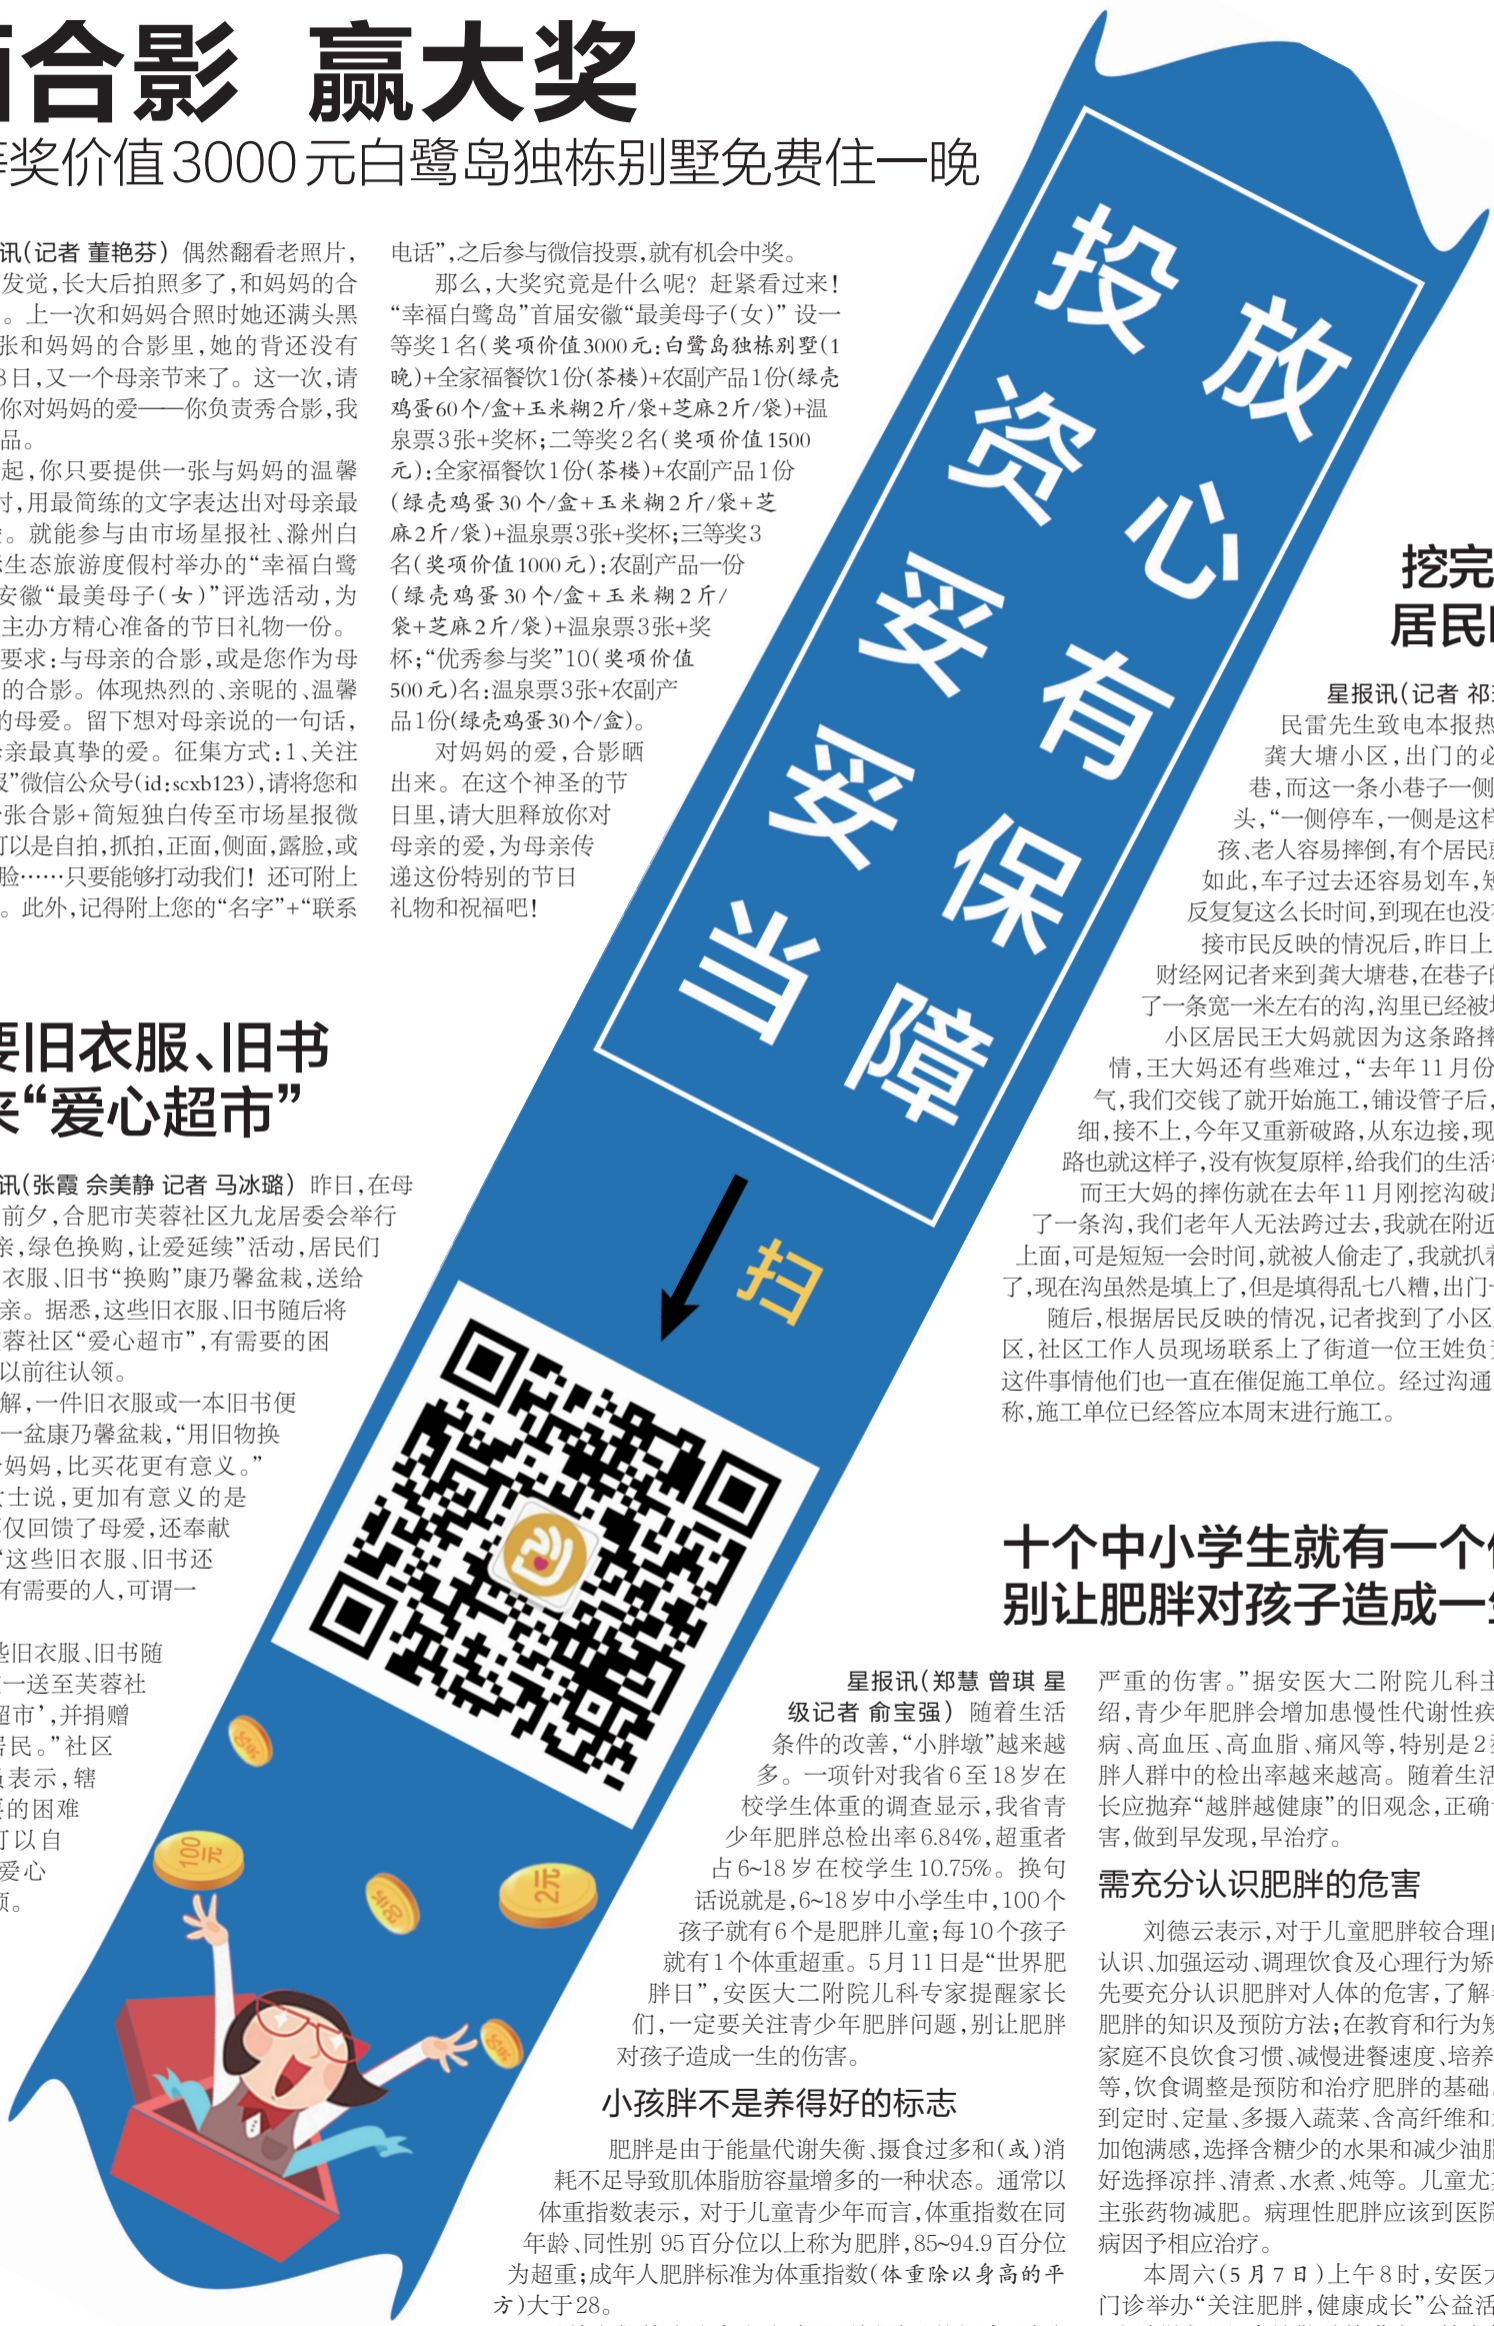 合影 赢大奖
奖价值3000元白鹭岛独栋别墅免费住一晚
讯(记者 董艳芬) 偶然翻看老照片,
发觉,长大后拍照多了,和妈妈的合
。上一次和妈妈合照时她还满头黑
张和妈妈的合影里,她的背还没有
8日,又一个母亲节来了。这一次,请
你对妈妈的爱——你负责秀合影,我
品。
起,你只要提供一张与妈妈的温馨
时,用最简练的文字表达出对母亲最
。就能参与由市场星报社、滁州白
生态旅游度假村举办的“幸福白鹭
安徽“最美母子(女)”评选活动,为
主办方精心准备的节日礼物一份。
要求:与母亲的合影,或是您作为母
的合影。体现热烈的、亲昵的、温馨
的母爱。留下想对母亲说的一句话,
亲最真挚的爱。征集方式:1、关注
”微信公众号(id:scxb123),请将您和
张合影+简短独白传至市场星报微
可以是自拍,抓拍,正面,侧面,露脸,或
脸……只要能够打动我们! 还可附上
。此外,记得附上您的“名字”+“联系
电话”,之后参与微信投票,就有机会中奖。
那么,大奖究竟是什么呢? 赶紧看过来!
“幸福白鹭岛”首届安徽“最美母子(女)” 设一
等奖1名(奖项价值3000元:白鹭岛独栋别墅(1
晚)+全家福餐饮1份(茶楼)+农副产品1份(绿壳
鸡蛋60个/盒+玉米糊2斤/袋+芝麻2斤/袋)+温
泉票3张+奖杯;二等奖2名(奖项价值1500
元):全家福餐饮1份(茶楼)+农副产品1份
(绿壳鸡蛋30个/盒+玉米糊2斤/袋+芝
麻2斤/袋)+温泉票3张+奖杯;三等奖3
名(奖项价值1000元):农副产品一份
(绿壳鸡蛋30个/盒+玉米糊2斤/
袋+芝麻2斤/袋)+温泉票3张+奖
杯;“优秀参与奖”10(奖项价值
500元)名:温泉票3张+农副产
品1份(绿壳鸡蛋30个/盒)。
对妈妈的爱,合影晒
出来。在这个神圣的节
日里,请大胆释放你对
母亲的爱,为母亲传
递这份特别的节日
礼物和祝福吧!
要旧衣服、旧书
来“爱心超市”
讯(张霞 佘美静 记者 马冰璐) 昨日,在母
前夕,合肥市芙蓉社区九龙居委会举行
亲,绿色换购,让爱延续”活动,居民们
衣服、旧书“换购”康乃馨盆栽,送给
亲。据悉,这些旧衣服、旧书随后将
蓉社区“爱心超市”,有需要的困
以前往认领。
解,一件旧衣服或一本旧书便
一盆康乃馨盆栽,“用旧物换
妈妈,比买花更有意义。”
女士说,更加有意义的是
仅回馈了母爱,还奉献
“这些旧衣服、旧书还
有需要的人,可谓一
些旧衣服、旧书随
一送至芙蓉社
超市’,并捐赠
居民。”社区
员表示,辖
要的困难
可以自
爱心
领。
投资妥妥当
放心有保障
扫
100元
2元
挖完
居民
星报讯(记者 祁
民雷先生致电本报热
龚大塘小区,出门的必
巷,而这一条小巷子一侧
头,“一侧停车,一侧是这样
孩、老人容易摔倒,有个居民就
如此,车子过去还容易划车,短
反复复这么长时间,到现在也没
接市民反映的情况后,昨日上
财经网记者来到龚大塘巷,在巷子的
了一条宽一米左右的沟,沟里已经被
小区居民王大妈就因为这条路摔
情,王大妈还有些难过,“去年11月份
气,我们交钱了就开始施工,铺设管子后,
细,接不上,今年又重新破路,从东边接,现
路也就这样子,没有恢复原样,给我们的生活
而王大妈的摔伤就在去年11月刚挖沟破
了一条沟,我们老年人无法跨过去,我就在附近
上面,可是短短一会时间,就被人偷走了,我就扒着
了,现在沟虽然是填上了,但是填得乱七八糟,出门
随后,根据居民反映的情况,记者找到了小区
区,社区工作人员现场联系上了街道一位王姓负
这件事情他们也一直在催促施工单位。经过沟通
称,施工单位已经答应本周末进行施工。
十个中小学生就有一个
别让肥胖对孩子造成一
星报讯(郑慧 曾琪 星
级记者 俞宝强) 随着生活
条件的改善,“小胖墩”越来越
多。一项针对我省6至18岁在
校学生体重的调查显示,我省青
少年肥胖总检出率6.84%,超重者
占6~18岁在校学生10.75%。换句
话说就是,6~18岁中小学生中,100个
孩子就有6个是肥胖儿童;每10个孩子
就有1个体重超重。5月11日是“世界肥
胖日”,安医大二附院儿科专家提醒家长
们,一定要关注青少年肥胖问题,别让肥胖
对孩子造成一生的伤害。
小孩胖不是养得好的标志
肥胖是由于能量代谢失衡、摄食过多和(或)消
耗不足导致肌体脂肪容量增多的一种状态。通常以
体重指数表示, 对于儿童青少年而言,体重指数在同
年龄、同性别 95百分位以上称为肥胖,85~94.9百分位
为超重;成年人肥胖标准为体重指数(体重除以身高的平
方)大于28。
严重的伤害。”据安医大二附院儿科主
绍,青少年肥胖会增加患慢性代谢性疾
病、高血压、高血脂、痛风等,特别是2
胖人群中的检出率越来越高。随着生活
长应抛弃“越胖越健康”的旧观念,正确
害,做到早发现,早治疗。
需充分认识肥胖的危害
刘德云表示,对于儿童肥胖较合理
认识、加强运动、调理饮食及心理行为矫
先要充分认识肥胖对人体的危害,了解
肥胖的知识及预防方法;在教育和行为矫
家庭不良饮食习惯、减慢进餐速度、培养
等,饮食调整是预防和治疗肥胖的基础
到定时、定量、多摄入蔬菜、含高纤维和
加饱满感,选择含糖少的水果和减少油脂
好选择凉拌、清煮、水煮、炖等。儿童尤
主张药物减肥。病理性肥胖应该到医院
病因予相应治疗。
本周六(5月7日)上午8时,安医大
门诊举办“关注肥胖,健康成长”公益活